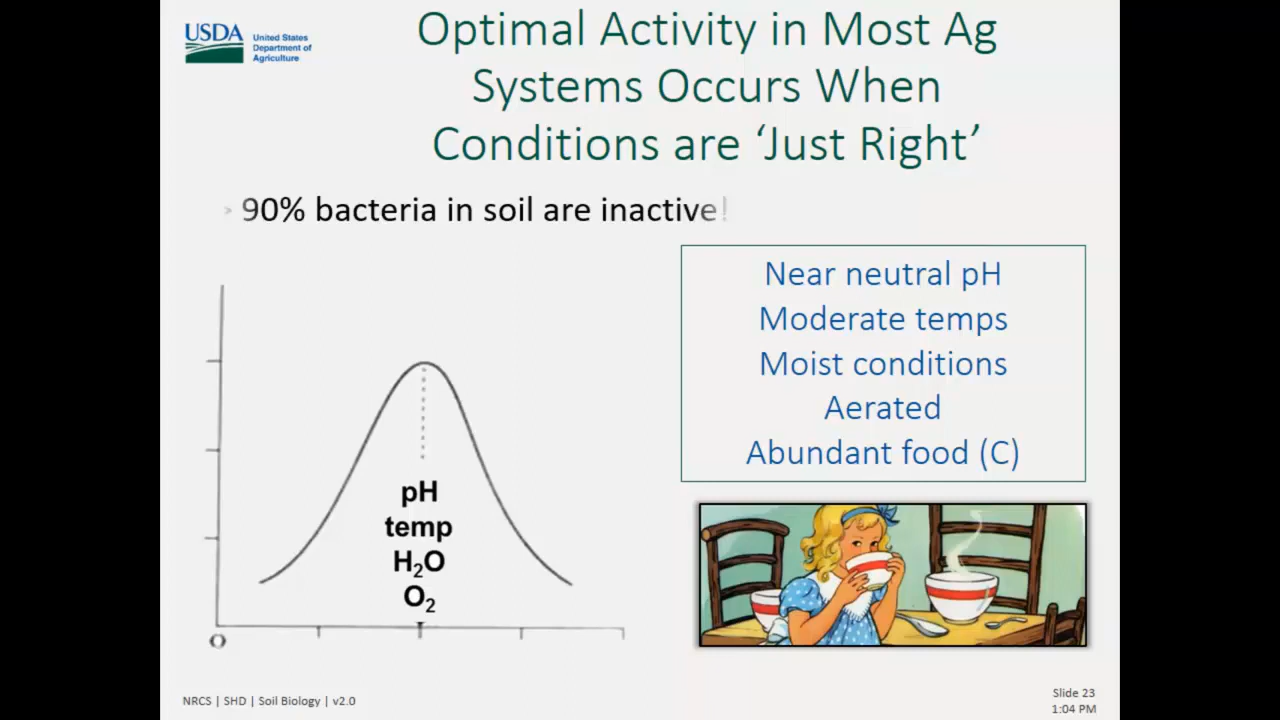 USDA
United States
Department of
Agriculture
Optimal Activity in Most Ag
Systems Occurs When
Conditions are ‘Just Right’
> 90% bacteria in soil are inactive!
pH
temp
H₂O
O₂
O
Near neutral pH
Moderate temps
Moist conditions
Aerated
Abundant food (C)
NRCS | SHD | Soil Biology | v2.0
Slide 23
1:04 PM